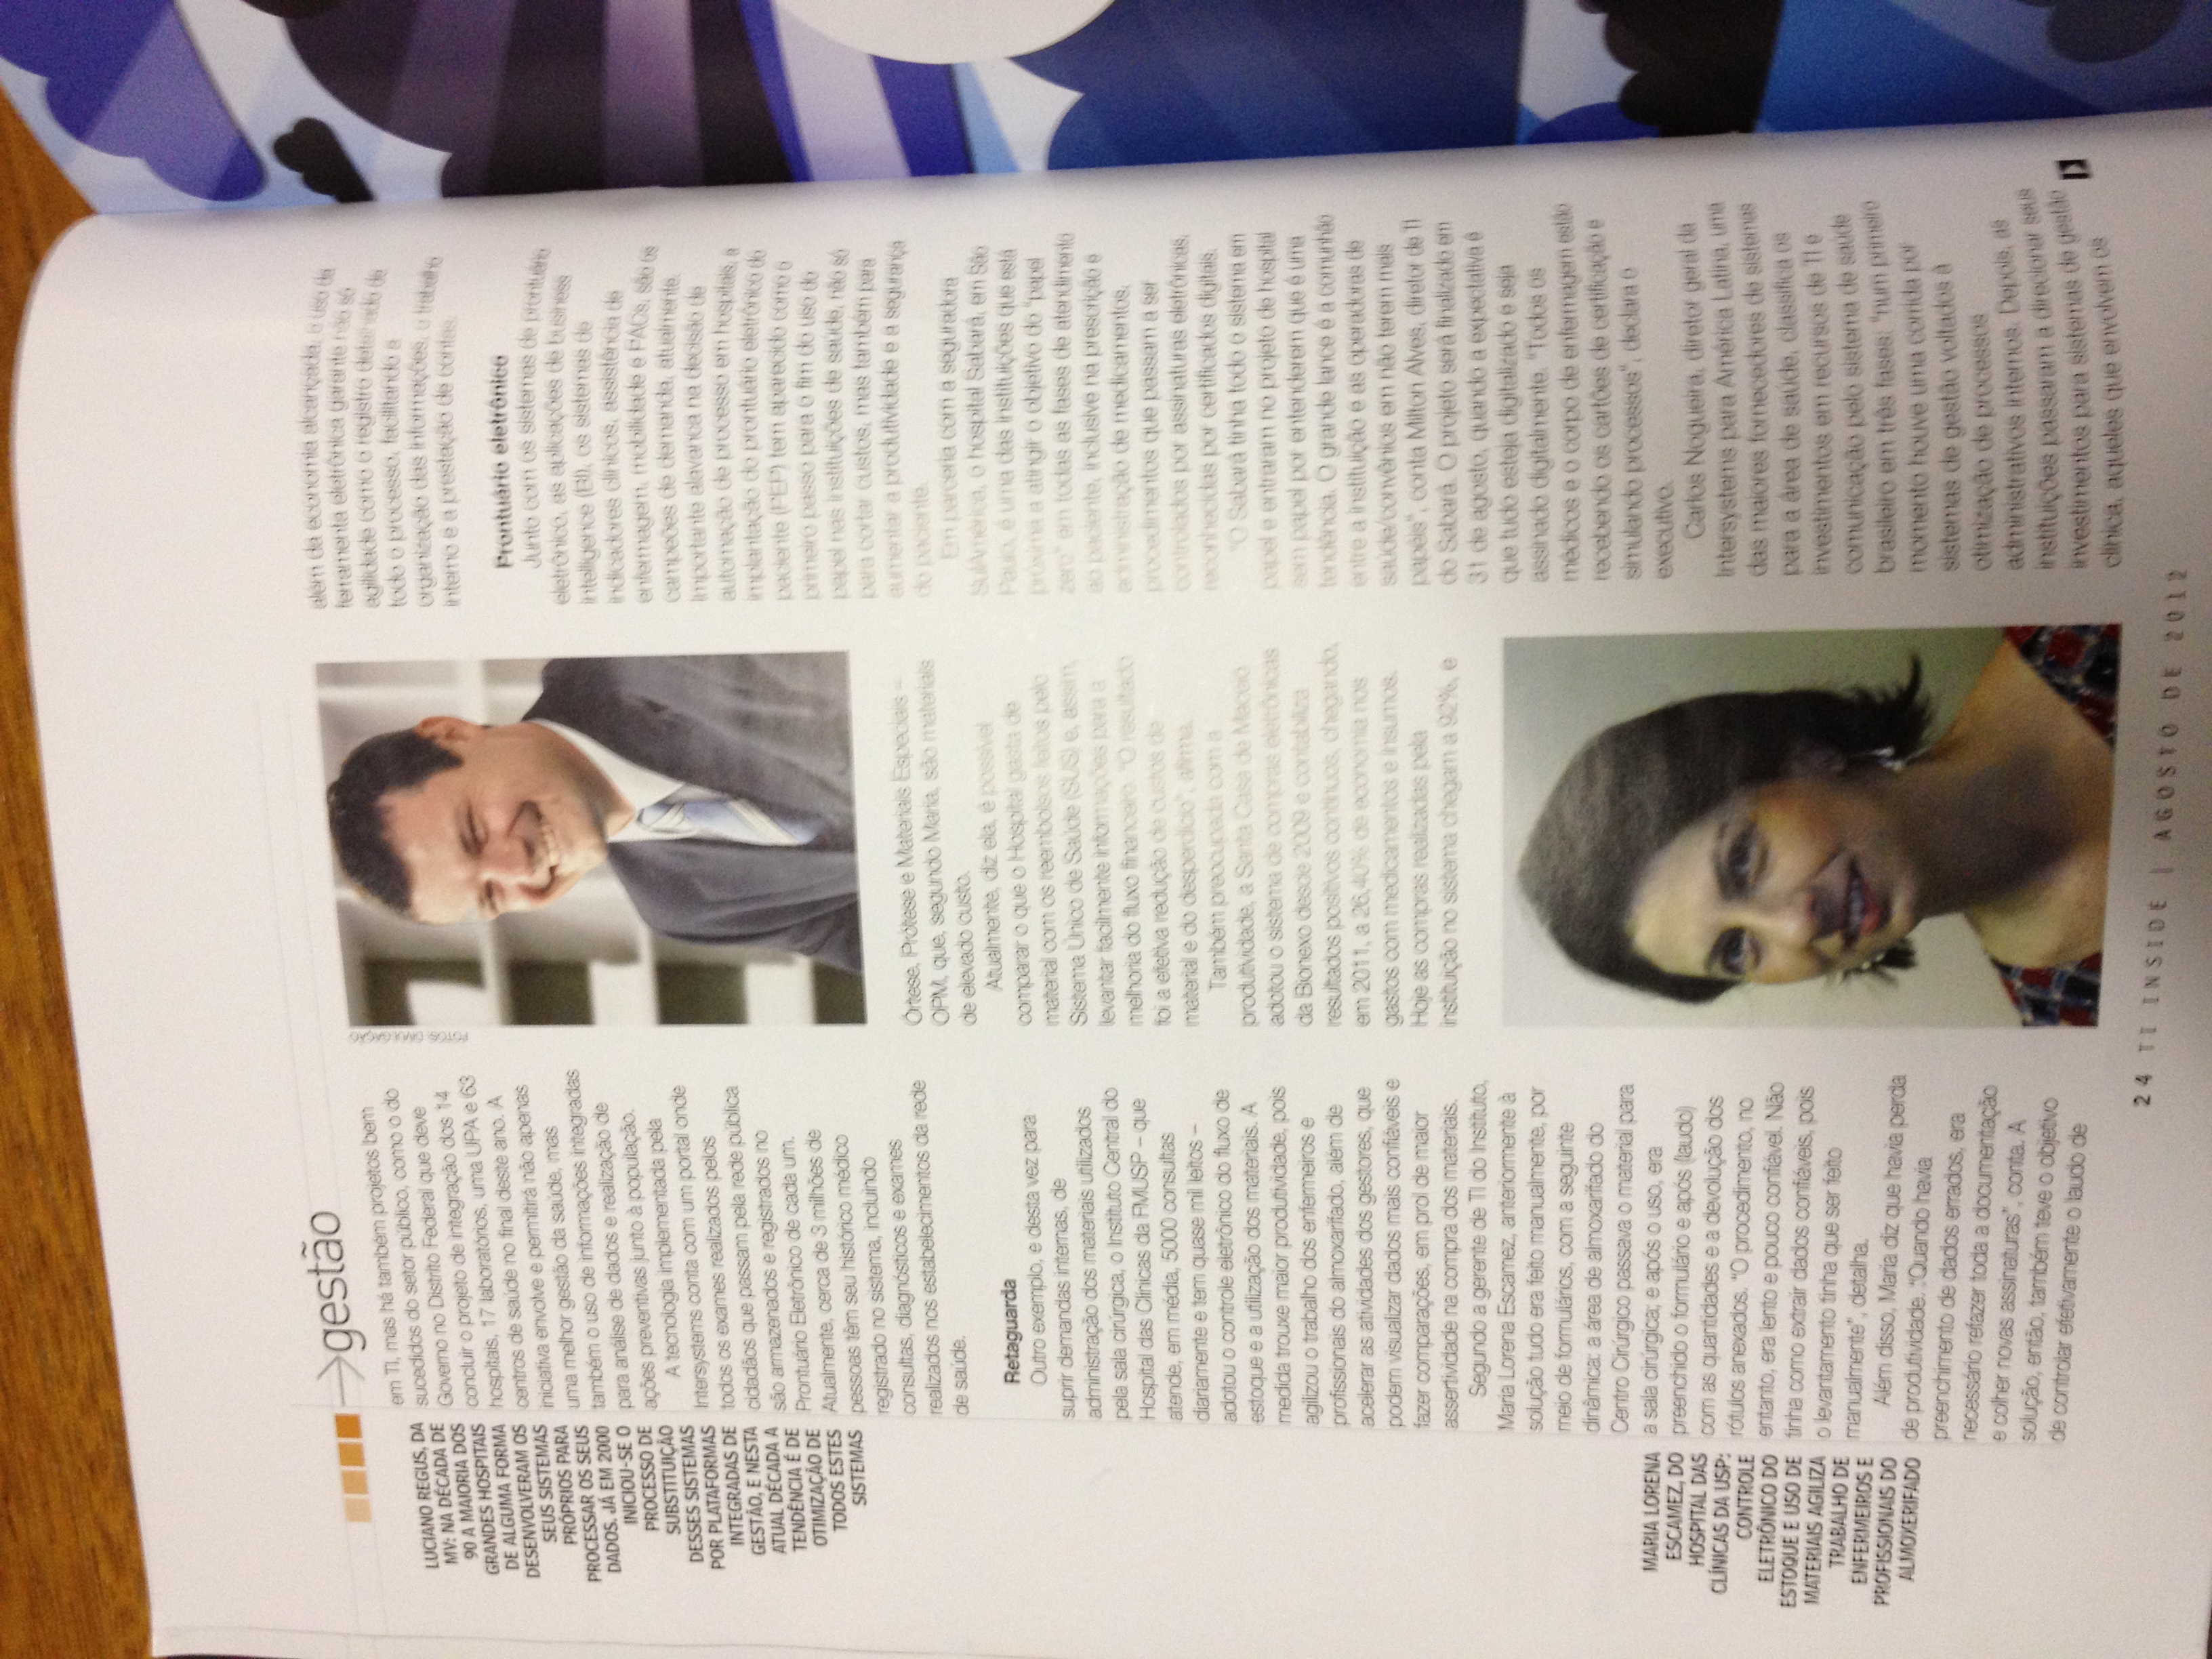 gestão
LUCIANO REGUS, DA
MV: NA DÉCADA DE
90 A MAIORIA DOS
GRANDES HOSPITAIS
DE ALGUMA FORMA
DESENVOLVERAM OS
SEUS SISTEMAS
PRÓPRIOS PARA
PROCESSAR OS SEUS
DADOS. JÁ EM 2000
INICIOU-SE O
PROCESSO DE
SUBSTITUIÇÃO
DESSES SISTEMAS
POR PLATAFORMAS
INTEGRADAS DE
GESTÃO, E NESTA
ATUAL DÉCADA A
TENDÊNCIA É DE
OTIMIZAÇÃO DE
TODOS ESTES
SISTEMAS
MARIA LORENA
ESCAMEZ, DO
HOSPITAL DAS
CLÍNICAS DA USP:
CONTROLE
ELETRÔNICO DO
ESTOQUE E USO DE
MATERIAIS AGILIZA
TRABALHO DE
ENFERMEIROS E
PROFISSIONAIS DO
ALMOXERIFADO
em TI, mas há também projetos bem
sucedidos do setor público, como o do
Governo no Distrito Federal que deve
concluir o projeto de integração dos 14
hospitais, 17 laboratórios, uma UPA e 63
centros de saúde no final deste ano. A
iniciativa envolve e permitirá não apenas
uma melhor gestão da saúde, mas
também o uso de informações integradas
para análise de dados e realização de
ações preventivas junto à população.
A tecnologia implementada pela
Intersystems conta com um portal onde
todos os exames realizados pelos
cidadãos que passam pela rede pública
são armazenados e registrados no
Prontuário Eletrônico de cada um.
Atualmente, cerca de 3 milhões de
pessoas têm seu histórico médico
registrado no sistema, incluindo
consultas, diagnósticos e exames
realizados nos estabelecimentos da rede
de saúde.
Retaguarda
Outro exemplo, e desta vez para
suprir demandas internas, de
administração dos materiais utilizados
pela sala cirúrgica, o Instituto Central do
Hospital das Clínicas da FMUSP – que
atende, em média, 5000 consultas
diariamente e tem quase mil leitos –
adotou o controle eletrônico do fluxo de
estoque e a utilização dos materiais. A
medida trouxe maior produtividade, pois
agilizou o trabalho dos enfermeiros e
profissionais do almoxarifado, além de
acelerar as atividades dos gestores, que
podem visualizar dados mais confiáveis e
fazer comparações, em prol de maior
assertividade na compra dos materiais.
Segundo a gerente de TI do Instituto,
Maria Lorena Escamez, anteriormente à
solução tudo era feito manualmente, por
meio de formulários, com a seguinte
dinâmica: a área de almoxarifado do
Centro Cirúrgico passava o material para
a sala cirúrgica; e após o uso, era
preenchido o formulário e após (laudo)
com as quantidades e a devolução dos
rótulos anexados. "O procedimento, no
entanto, era lento e pouco confiável. Não
tinha como extrair dados confiáveis, pois
o levantamento tinha que ser feito
manualmente", detalha.
Além disso, Maria diz que havia perda
de produtividade. "Quando havia
preenchimento de dados errados, era
necessário refazer toda a documentação
e colher novas assinaturas", conta. A
solução, então, também teve o objetivo
de controlar efetivamente o laudo de
FOTOS: DIVULGAÇÃO
Órtese, Prótese e Materiais Especiais –
OPM, que, segundo Maria, são materiais
de elevado custo.
Atualmente, diz ela, é possível
comparar o que o Hospital gasta de
material com os reembolsos feitos pelo
Sistema Único de Saúde (SUS) e, assim,
levantar facilmente informações para a
melhoria do fluxo financeiro. "O resultado
foi a efetiva redução de custos de
material e do desperdício", afirma.
Também preocupada com a
produtividade, a Santa Casa de Maceió
adotou o sistema de compras eletrônicas
da Bionexo desde 2009 e contabiliza
resultados positivos contínuos, chegando,
em 2011, a 26,40% de economia nos
gastos com medicamentos e insumos.
Hoje as compras realizadas pela
instituição no sistema chegam a 92%, e
além da economia alcançada, o uso da
ferramenta eletrônica garante não só
agilidade como o registro detalhado de
todo o processo, facilitando a
organização das informações, o trabalho
interno e a prestação de contas.
Prontuário eletrônico
Junto com os sistemas de prontuário
eletrônico, as aplicações de business
intelligence (BI), os sistemas de
indicadores clínicos, assistência de
enfermagem, mobilidade e PACs, são os
campeões de demanda, atualmente.
Importante alavanca na decisão de
automação de processo em hospitais, a
implantação do prontuário eletrônico do
paciente (PEP) tem aparecido como o
primeiro passo para o fim do uso do
papel nas instituições de saúde, não só
para cortar custos, mas também para
aumentar a produtividade e a segurança
do paciente.
Em parceria com a seguradora
SulAmérica, o hospital Sabará, em São
Paulo, é uma das instituições que está
próxima a atingir o objetivo do "papel
zero" em todas as fases de atendimento
ao paciente, inclusive na prescrição e
administração de medicamentos,
procedimentos que passam a ser
controlados por assinaturas eletrônicas,
reconhecidas por certificados digitais.
"O Sabará tinha todo o sistema em
papel e entraram no projeto de hospital
sem papel por entenderem que é uma
tendência. O grande lance é a comunhão
entre a instituição e as operadoras de
saúde/convênios em não terem mais
papéis", conta Milton Alves, diretor de TI
do Sabará. O projeto será finalizado em
31 de agosto, quando a expectativa é
que tudo esteja digitalizado e seja
assinado digitalmente. "Todos os
médicos e o corpo de enfermagem estão
recebendo os cartões de certificação e
simulando processos", declara o
executivo.
Carlos Nogueira, diretor geral da
Intersystems para América Latina, uma
das maiores fornecedores de sistemas
para a área de saúde, classifica os
investimentos em recursos de TI e
comunicação pelo sistema de saúde
brasileiro em três fases: "num primeiro
momento houve uma corrida por
sistemas de gestão voltados à
otimização de processos
administrativos internos. Depois, as
instituições passaram a direcionar seus
investimentos para sistemas de gestão
clínica, aqueles que envolvem os
24 TI INSIDE | AGOSTO DE 2012